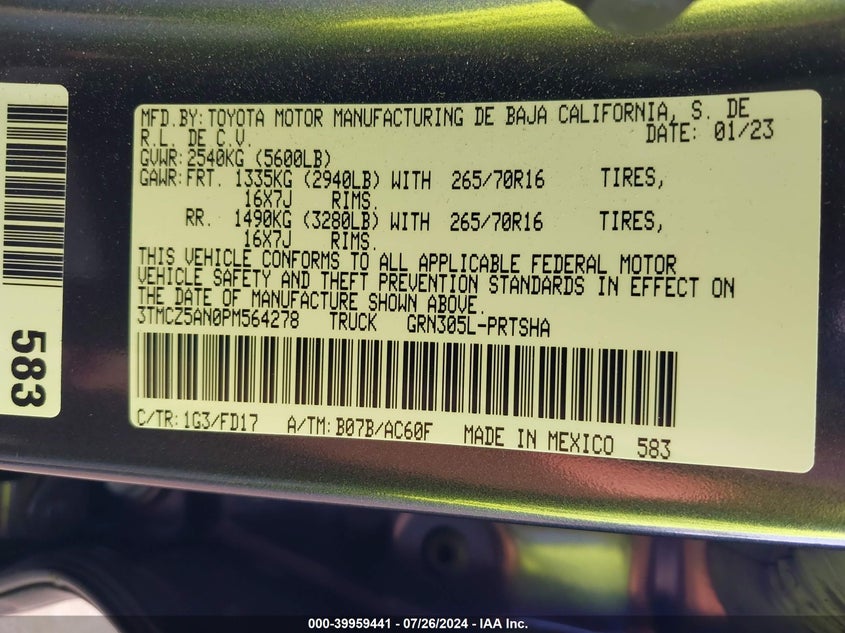 583
MFD.BY:TOYOTA MOTOR MANUFACTURING DE BAJA CALIFORNIA, S. DE
R.L. DE C.V. DATE: 01/23
GVWR:2540KG (5600LB)
GAWR:FRT. 1335KG (2940LB) WITH 265/70R16 TIRES,
16X7J RIMS.
RR. 1490KG (3280LB) WITH 265/70R16 TIRES,
16X7J RIMS.
THIS VEHICLE CONFORMS TO ALL APPLICABLE FEDERAL MOTOR
VEHICLE SAFETY AND THEFT PREVENTION STANDARDS IN EFFECT ON
THE DATE OF MANUFACTURE SHOWN ABOVE.
3TMCZ5AN0PM564278 TRUCK GRN305L-PRTSHA
C/TR:1G3/FD17 A/TM:B07B/AC60F MADE IN MEXICO 583
000-39959441 - 07/26/2024 - IAA Inc.